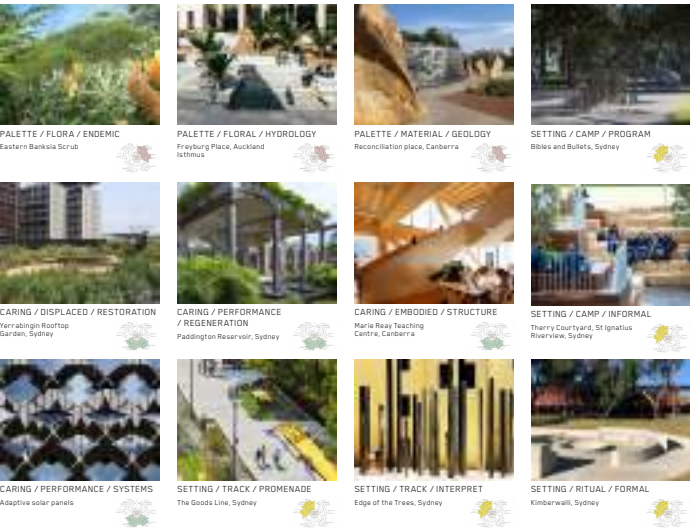 PALETTE / FLORA / ENDEMIC
Eastern Banksia Scrub
PALETTE / FLORAL / HYDROLOGY
Freyburg Place, Auckland
Isthmus
PALETTE / MATERIAL / GEOLOGY
Reconciliation place, Canberra
SETTING / CAMP / PROGRAM
Bibles and Bullets, Sydney
CARING / DISPLACED / RESTORATION
Yerrabingin Rooftop
Garden, Sydney
CARING / PERFORMANCE
/ REGENERATION
Paddington Reservoir, Sydney
CARING / EMBODIED / STRUCTURE
Marie Reay Teaching
Centre, Canberra
SETTING / CAMP / INFORMAL
Therry Courtyard, St Ignatius
Riverview, Sydney
CARING / PERFORMANCE / SYSTEMS
Adaptive solar panels
SETTING / TRACK / PROMENADE
The Goods Line, Sydney
SETTING / TRACK / INTERPRET
Edge of the Trees, Sydney
SETTING / RITUAL / FORMAL
Kimberwalli, Sydney